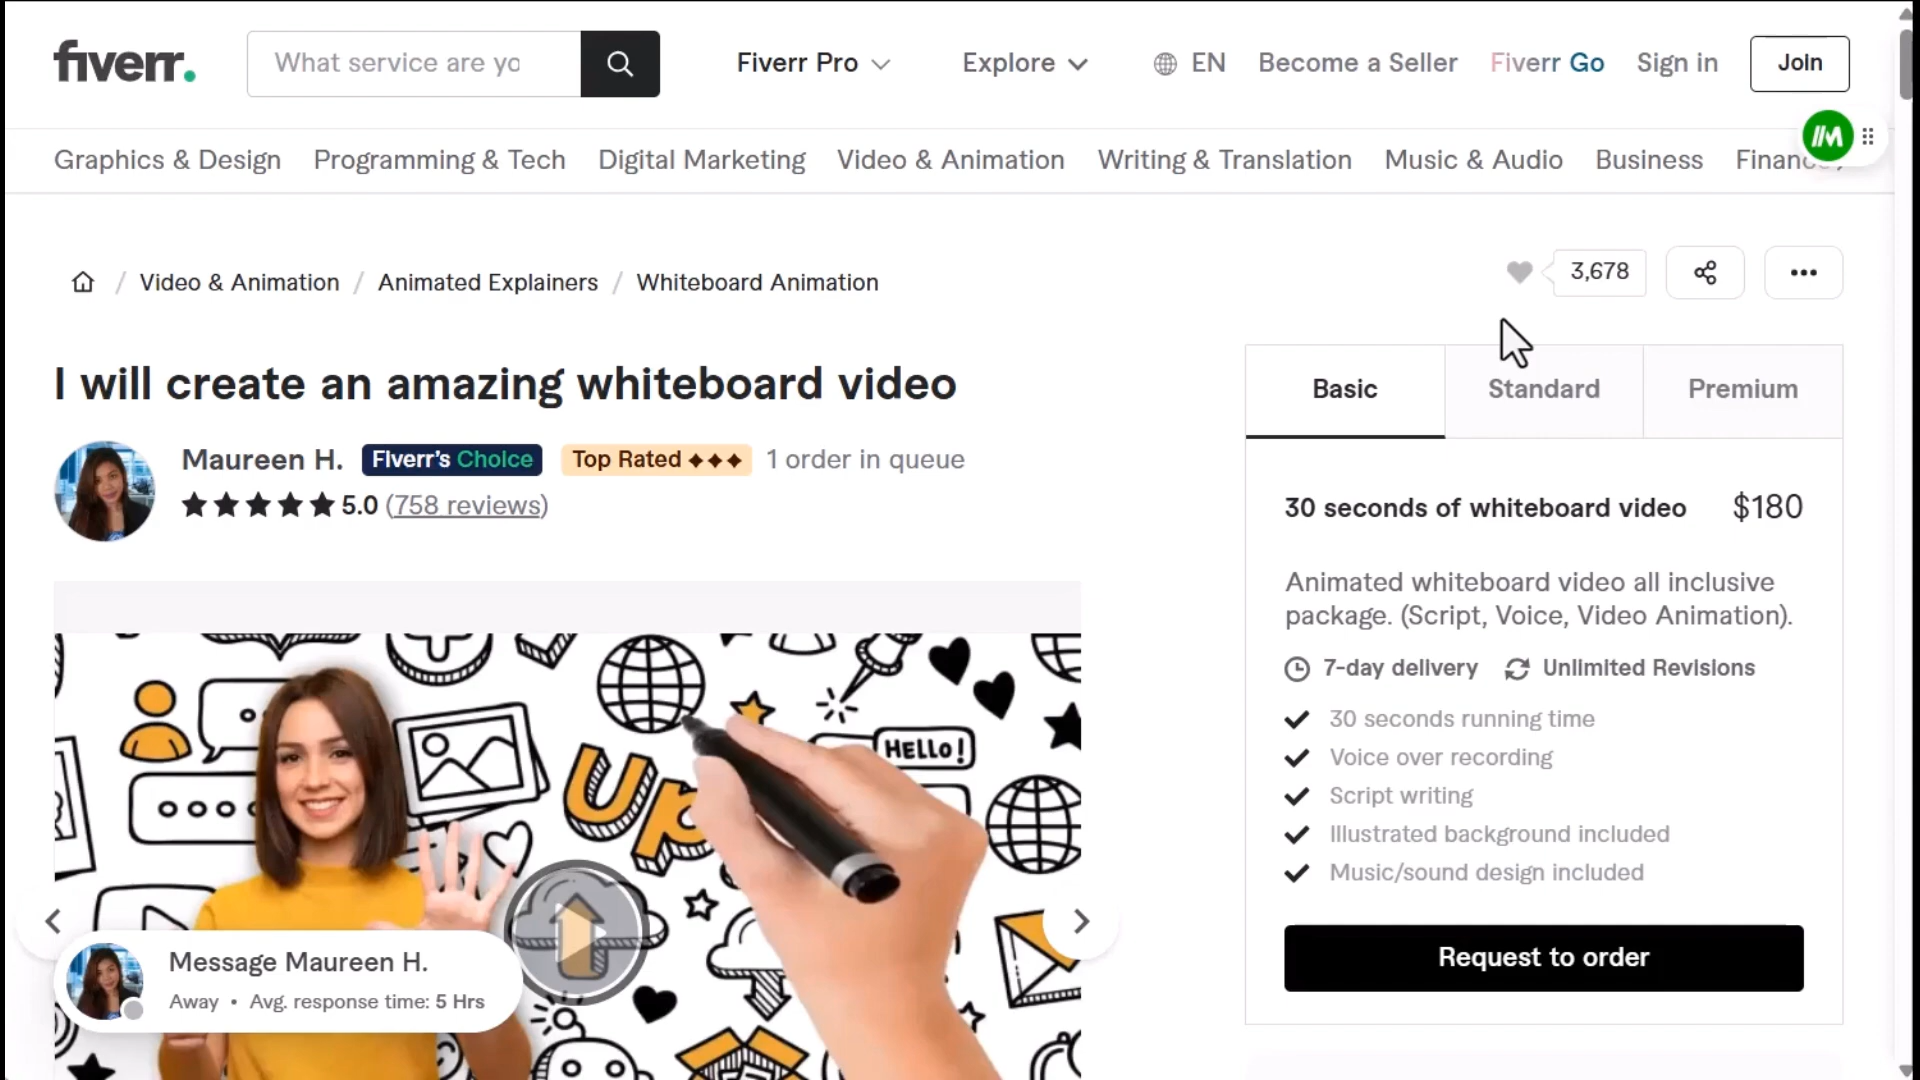 fiverr.
What service are yo
Fiverr Pro
Explore
EN
Become a Seller
Fiverr Go
Sign in
Join
Graphics & Design
Programming & Tech
Digital Marketing
Video & Animation
Writing & Translation
Music & Audio
Business
Financ
Video & Animation / Animated Explainers / Whiteboard Animation
3,678
I will create an amazing whiteboard video
Maureen H.
Fiverr's Choice
Top Rated
1 order in queue
5.0 (758 reviews)
Basic
Standard
Premium
30 seconds of whiteboard video
$180
Animated whiteboard video all inclusive
package. (Script, Voice, Video Animation).
7-day delivery
Unlimited Revisions
30 seconds running time
Voice over recording
Script writing
Illustrated background included
Music/sound design included
Request to order
HELLO!
Up
Message Maureen H.
Away • Avg. response time: 5 Hrs